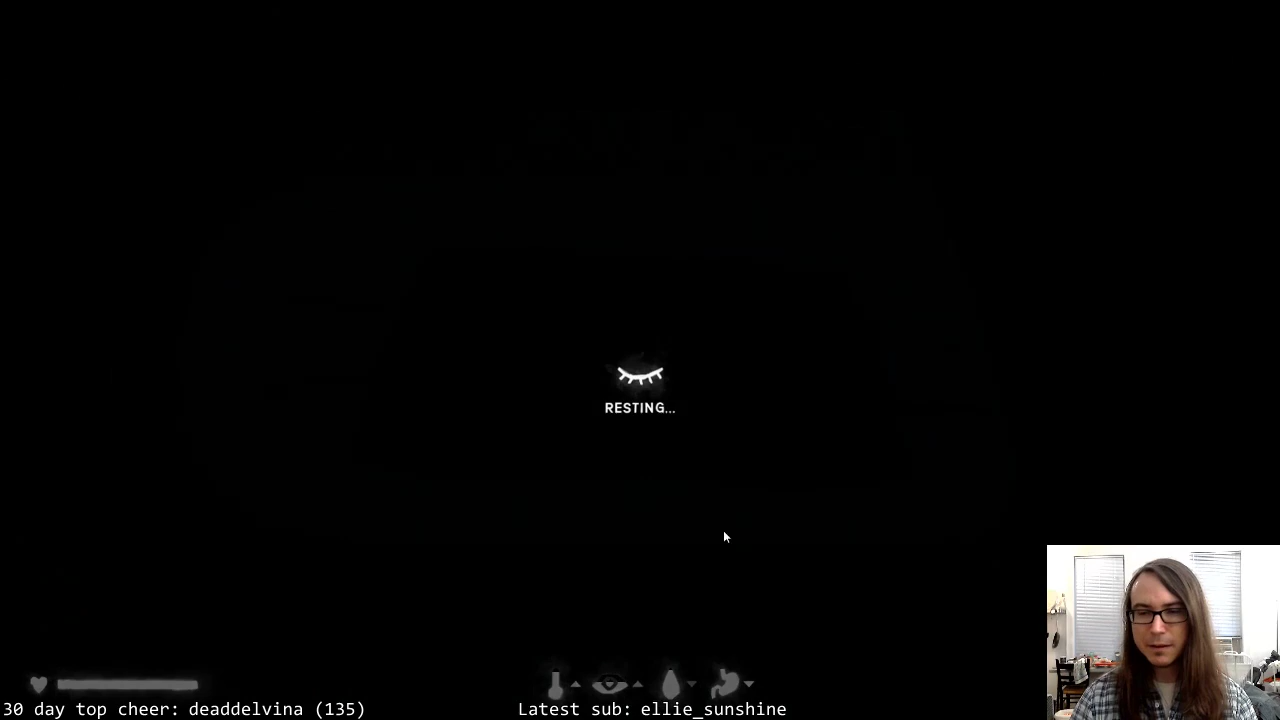 RESTING...
30 day top cheer: deaddelvina (135)
Latest sub: ellie_sunshine